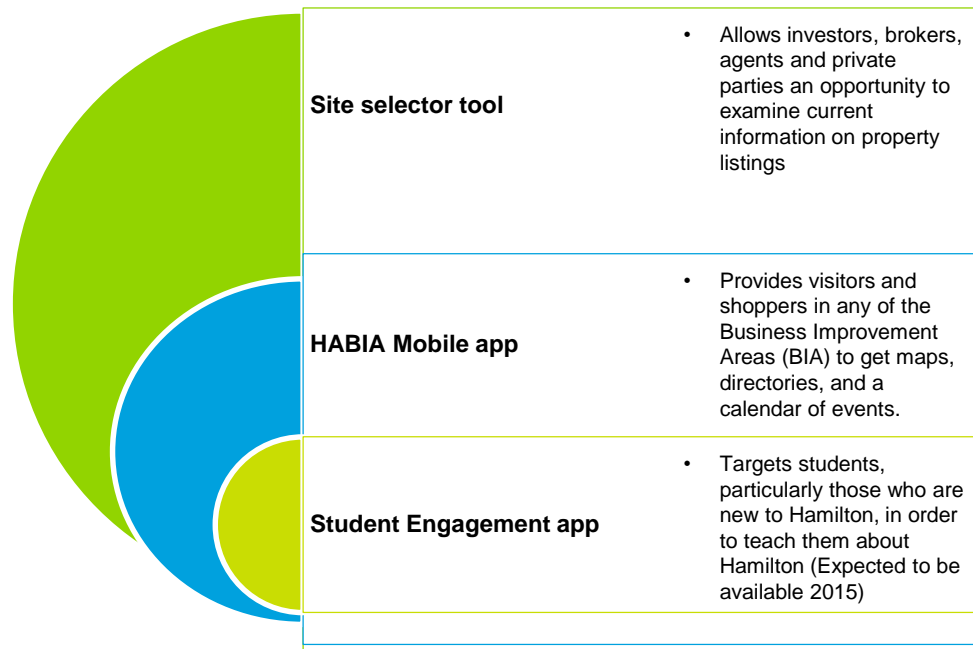 Site selector tool
• Allows investors, brokers,
agents and private
parties an opportunity to
examine current
information on property
listings
HABIA Mobile app
• Provides visitors and
shoppers in any of the
Business Improvement
Areas (BIA) to get maps,
directories, and a
calendar of events.
Student Engagement app
• Targets students,
particularly those who are
new to Hamilton, in order
to teach them about
Hamilton (Expected to be
available 2015)